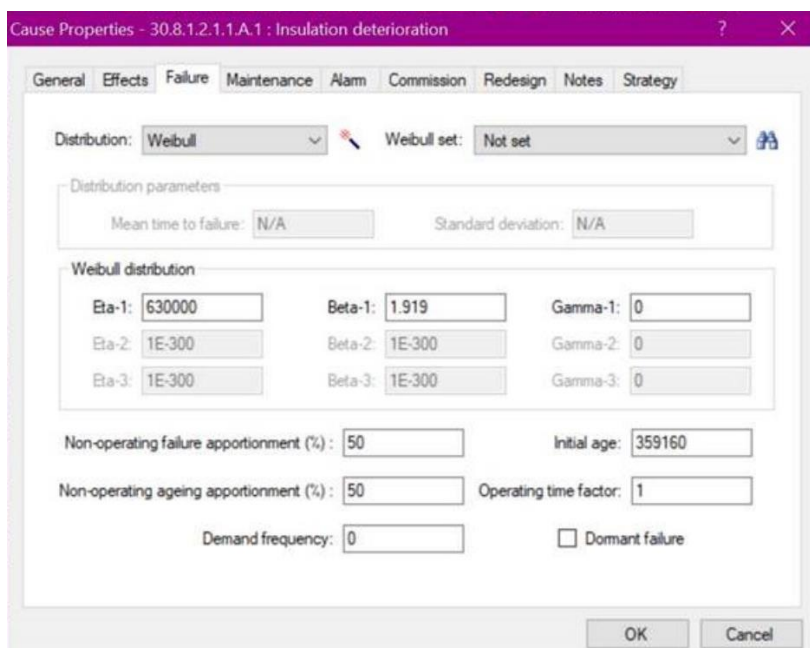 Cause Properties - 30.8.1.2.1.1.A.1 : Insulation deterioration ? ×
General Effects Failure Maintenance Alarm Commission Redesign Notes Strategy
Distribution: Weibull Weibull set: Not set
Distribution parameters
Mean time to failure: N/A Standard deviation: N/A
Weibull distribution
Eta-1: 630000 Beta-1: 1.919 Gamma-1: 0
Eta-2: 1E-300 Beta-2: 1E-300 Gamma-2: 0
Eta-3: 1E-300 Beta-3: 1E-300 Gamma-3: 0
Non-operating failure apportionment (%) : 50 Initial age: 359160
Non-operating ageing apportionment (%) : 50 Operating time factor: 1
Demand frequency: 0 Dormant failure
OK Cancel